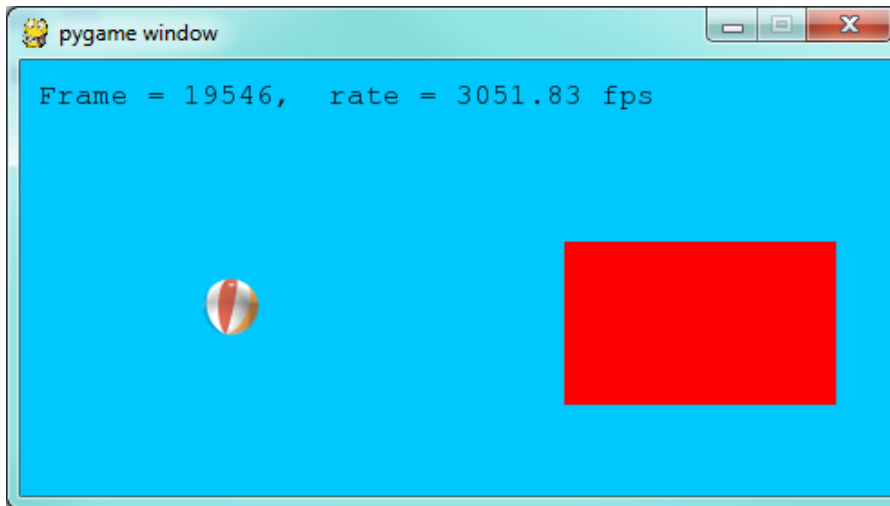 pygame window
Frame = 19546,  rate = 3051.83 fps